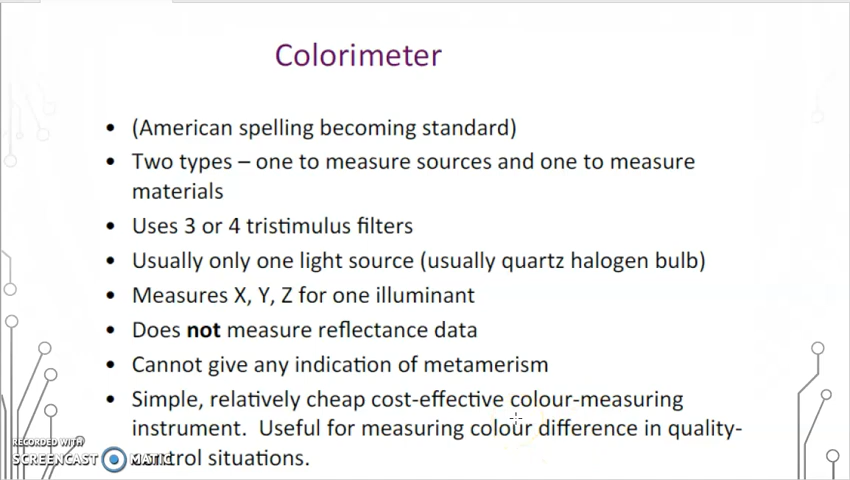 Colorimeter
• (American spelling becoming standard)
• Two types – one to measure sources and one to measure
materials
• Uses 3 or 4 tristimulus filters
• Usually only one light source (usually quartz halogen bulb)
• Measures X, Y, Z for one illuminant
• Does not measure reflectance data
• Cannot give any indication of metamerism
• Simple, relatively cheap cost-effective colour-measuring
instrument. Useful for measuring colour difference in quality-
control situations.
RECORDED WITH
SCREENCAST MATIC